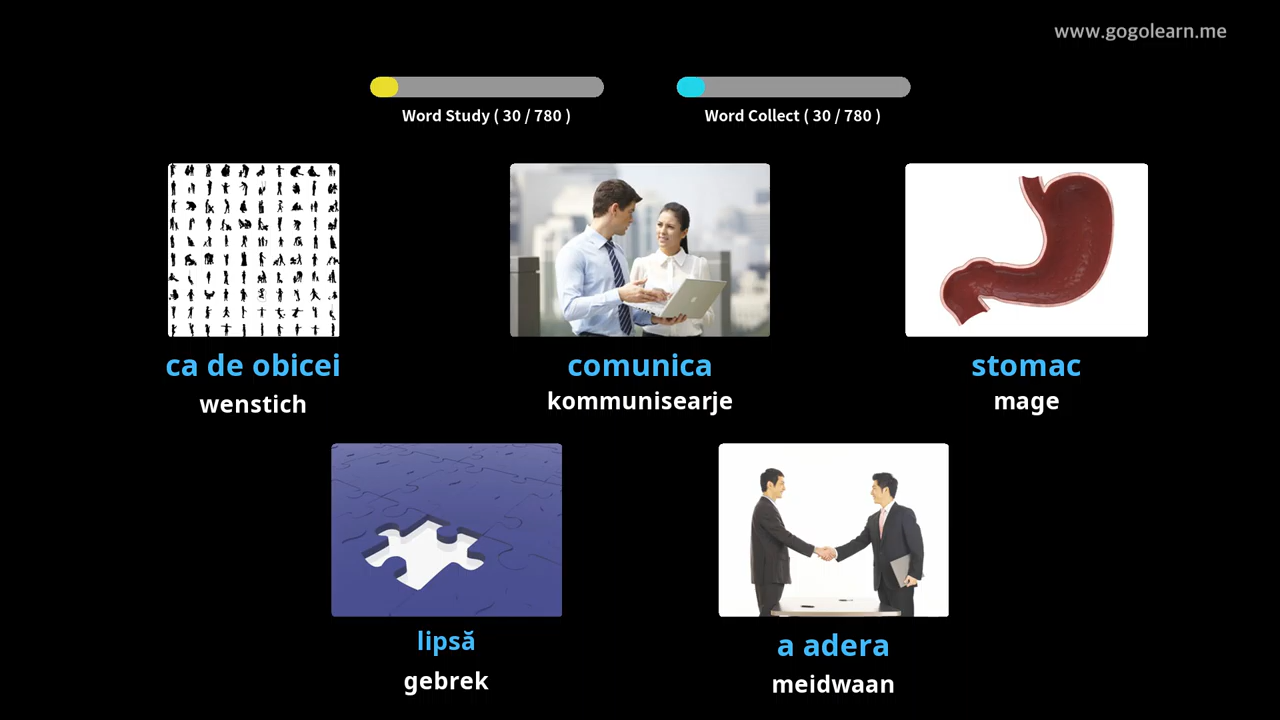 www.gogolearn.me
Word Study ( 30 / 780 )
Word Collect ( 30 / 780 )
ca de obicei
wenstich
comunica
kommunisearje
stomac
mage
lipsă
gebrek
a adera
meidwaan